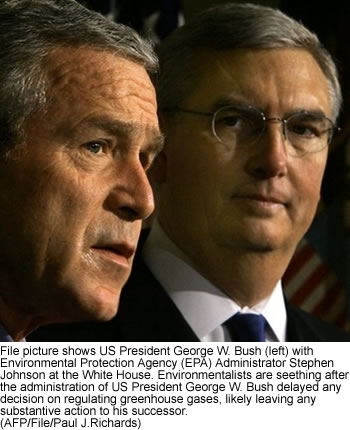 File picture shows US President George W. Bush (left) with
Environmental Protection Agency (EPA) Administrator Stephen
Johnson at the White House. Environmentalists are seething after
the administration of US President George W. Bush delayed any
decision on regulating greenhouse gases, likely leaving any
substantive action to his successor.
(AFP/File/Paul J.Richards)